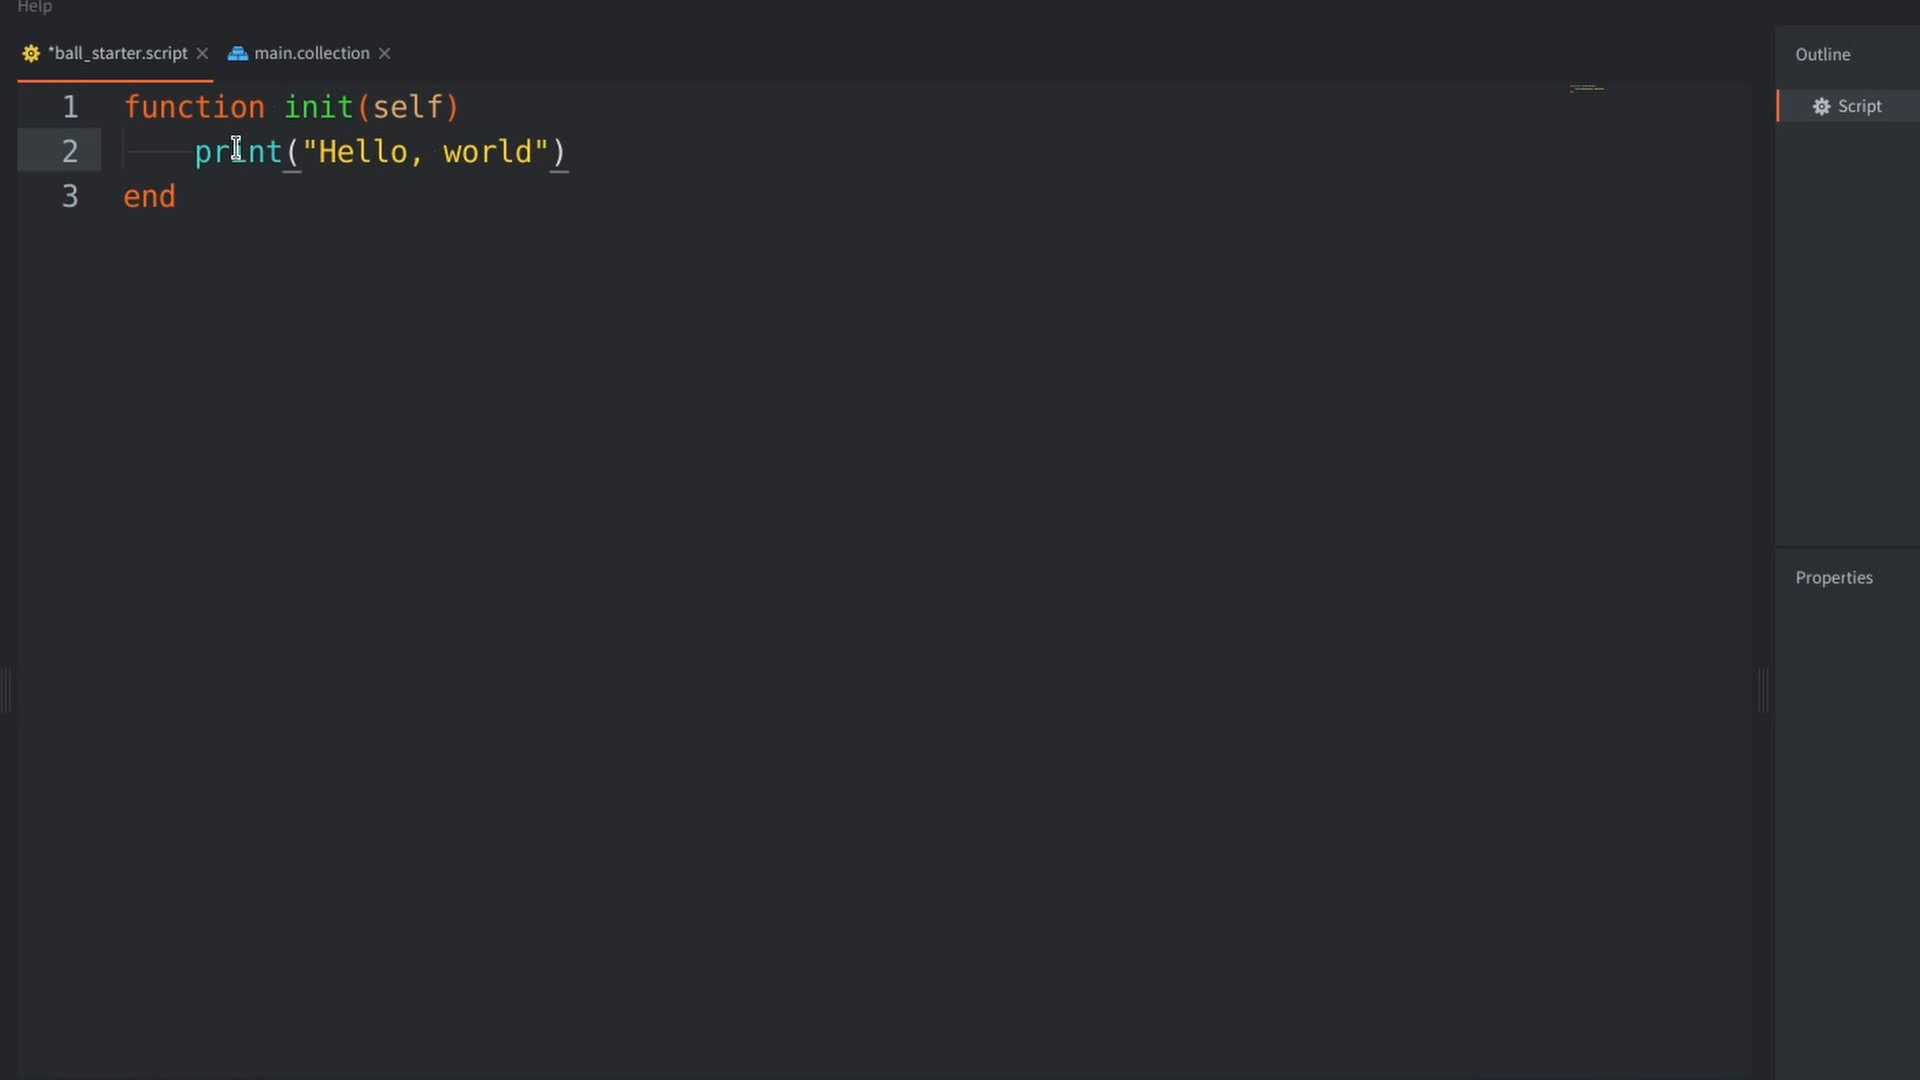 Help
*ball_starter.script main.collection
Outline
1 function init(self)
Script
2 print("Hello, world")
3 end
Properties